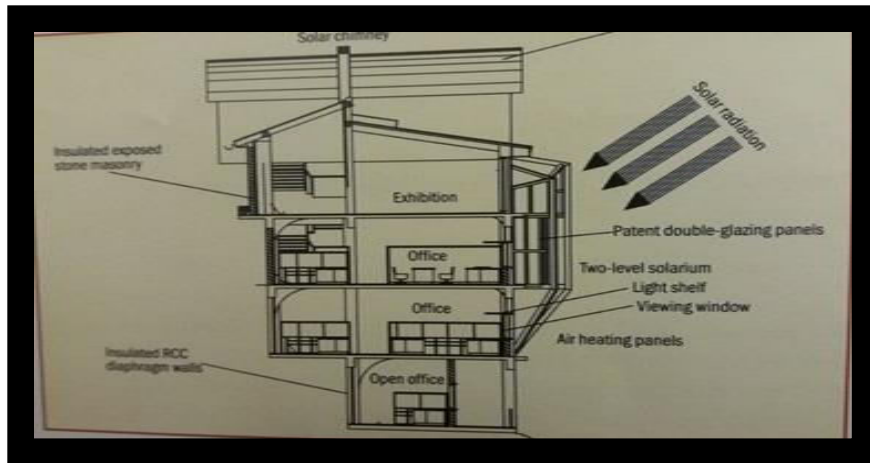 Solar chimney
Solar radiation
Insulated exposed
stone masonry
Exhibition
Patent double-glazing panels
Office
Two-level solarium
Light shelf
Office
Viewing window
Air heating panels
Insulated RCC
diaphragm walls
Open office